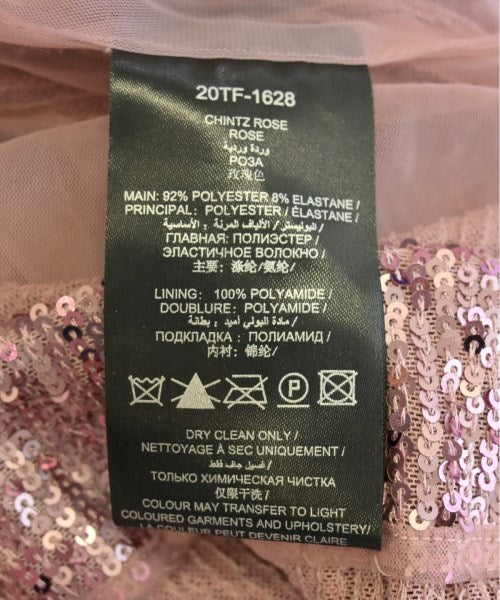 20TF-1628
CHINTZ ROSE
ROSE
وردة وردية
РОЗА
玫瑰色
MAIN: 92% POLYESTER 8% ELASTANE /
PRINCIPAL: POLYESTER / ÉLASTANE /
البوليستر / الألياف المرنة : الأساسية /
ГЛАВНАЯ: ПОЛИЭСТЕР /
ЭЛАСТИЧНОЕ ВОЛОКНО /
主要: 涤纶/氨纶/
LINING: 100% POLYAMIDE /
DOUBLURE: POLYAMIDE /
مادة البولي أميد : بطانة /
ПОДКЛАДКА : ПОЛИАМИД /
内衬: 锦纶/
P
DRY CLEAN ONLY /
NETTOYAGE À SEC UNIQUEMENT /
غسيل جاف فقط /
ТОЛЬКО ХИМИЧЕСКАЯ ЧИСТКА
仅限干洗 /
COLOUR MAY TRANSFER TO LIGHT
COLOURED GARMENTS AND UPHOLSTERY/
LA COULEUR PEUT DEVENIR CLAIRE